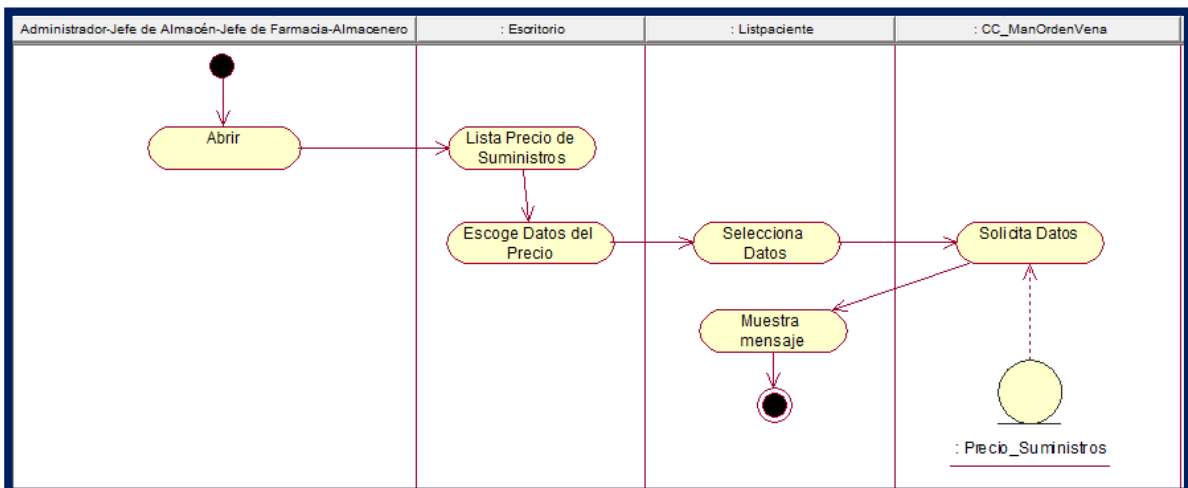 Administrador-Jefe de Almacén-Jefe de Farmacia-Almacenero
: Escritorio
: Listpaciente
: CC_ManOrdenVena
Abrir
Lista Precio de
Suministros
Escoge Datos del
Precio
Selecciona
Datos
Solicita Datos
Muestra
mensaje
: Precio_Suministros